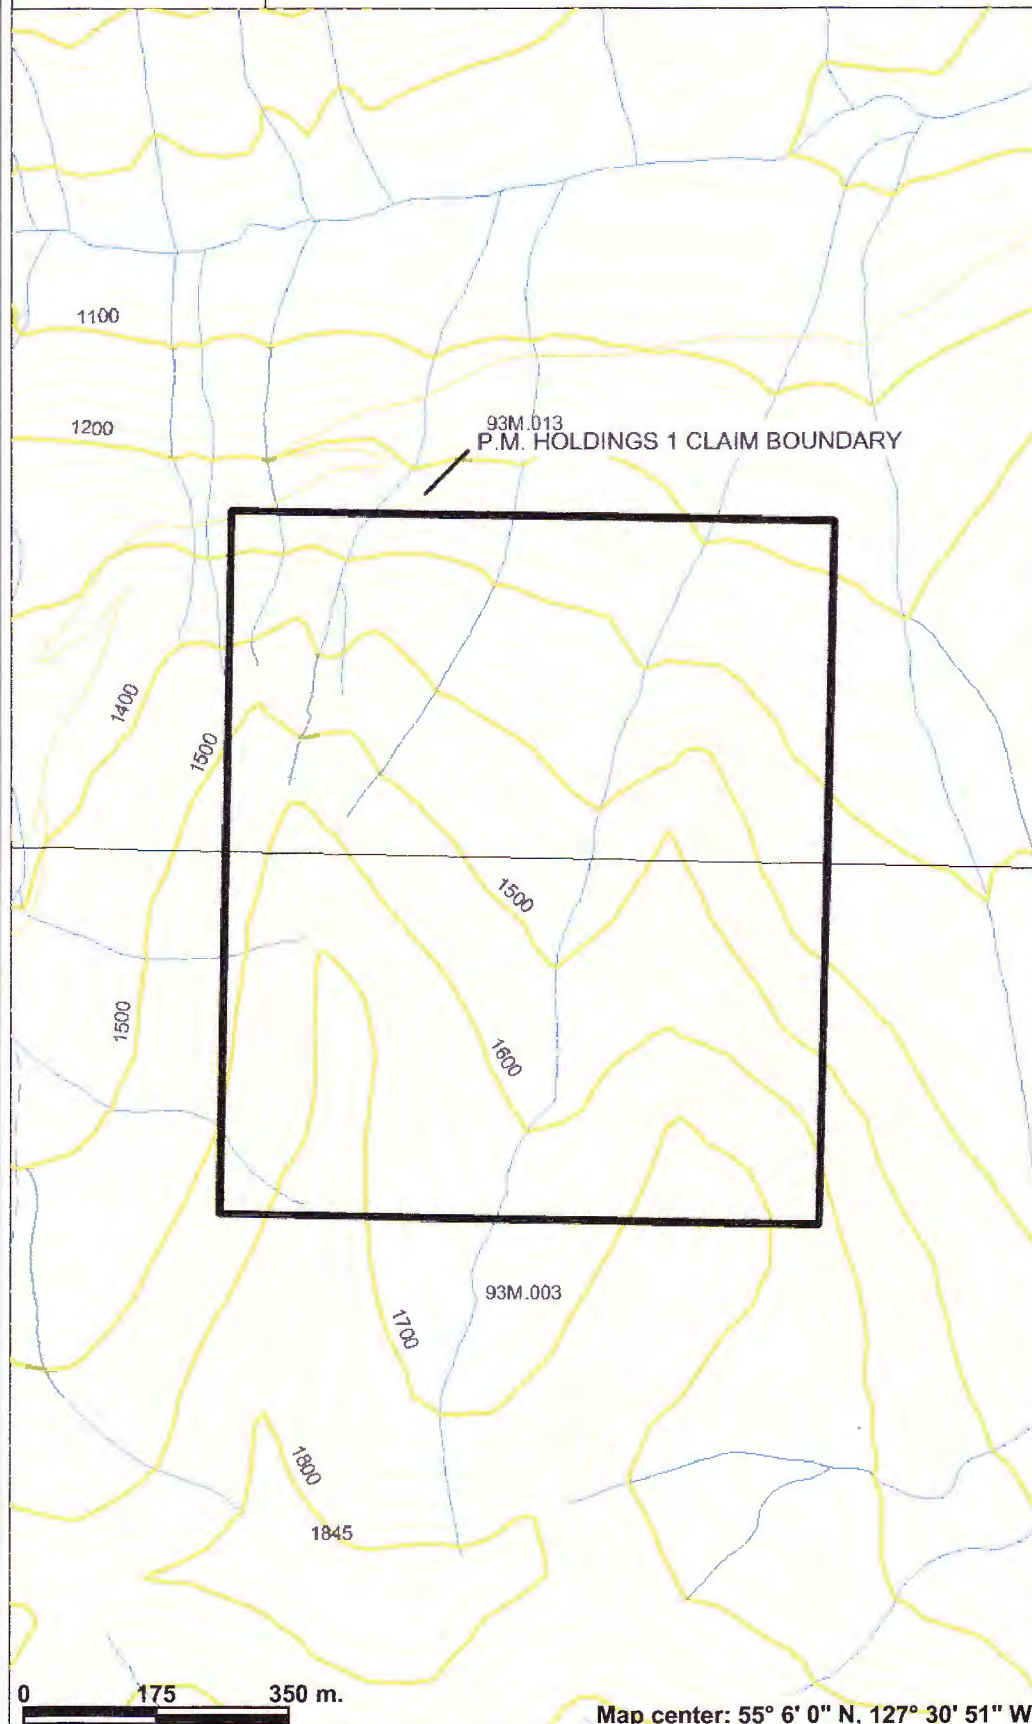 1100
1200
93M.013
P.M. HOLDINGS 1 CLAIM BOUNDARY
1400
1500
1500
1500
1600
93M.003
1700
1800
1845
0 175 350 m.
Map center: 55° 6' 0" N, 127° 30' 51" W